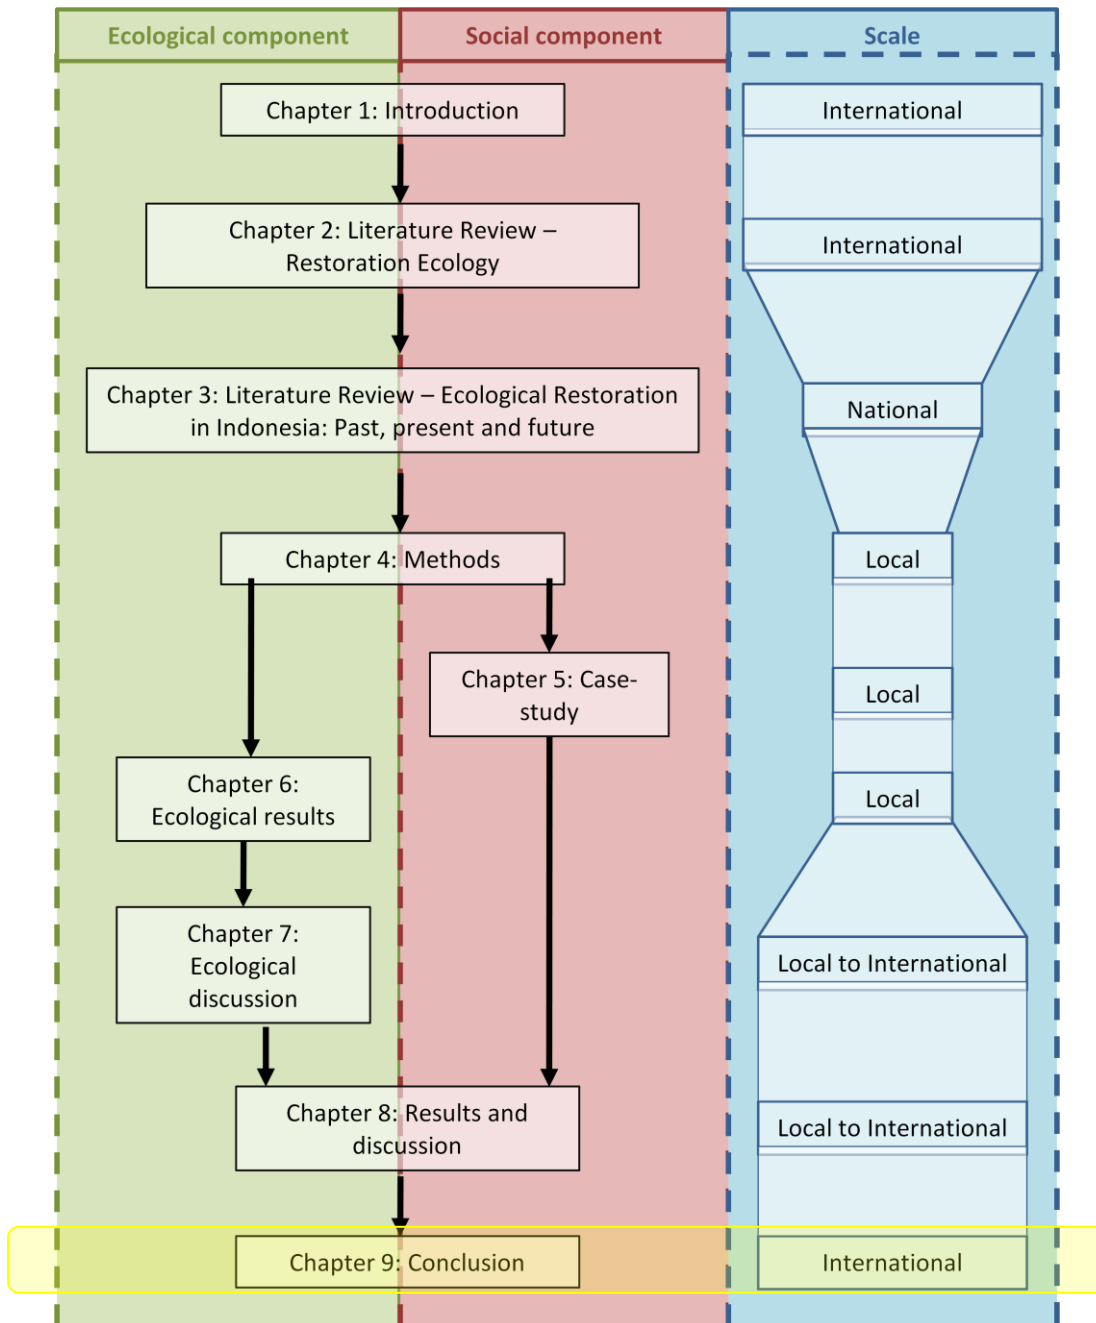 Ecological component
Social component
Scale
Chapter 1: Introduction
International
Chapter 2: Literature Review –
Restoration Ecology
International
Chapter 3: Literature Review – Ecological Restoration
in Indonesia: Past, present and future
National
Chapter 4: Methods
Local
Chapter 5: Case-
study
Local
Chapter 6:
Ecological results
Local
Chapter 7:
Ecological
discussion
Local to International
Chapter 8: Results and
discussion
Local to International
Chapter 9: Conclusion
International